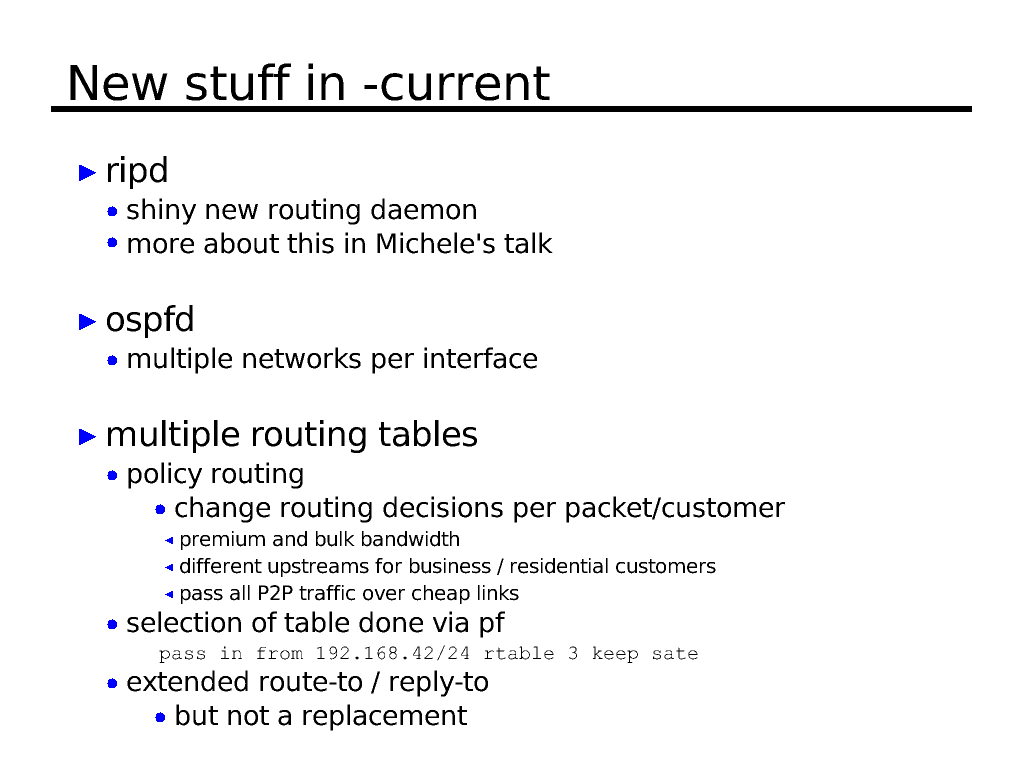 New stuff in -current
ripd
shiny new routing daemon
more about this in Michele's talk
ospfd
multiple networks per interface
multiple routing tables
policy routing
change routing decisions per packet/customer
premium and bulk bandwidth
different upstreams for business / residential customers
pass all P2P traffic over cheap links
selection of table done via pf
pass in from 192.168.42/24 rtable 3 keep sate
extended route-to / reply-to
but not a replacement